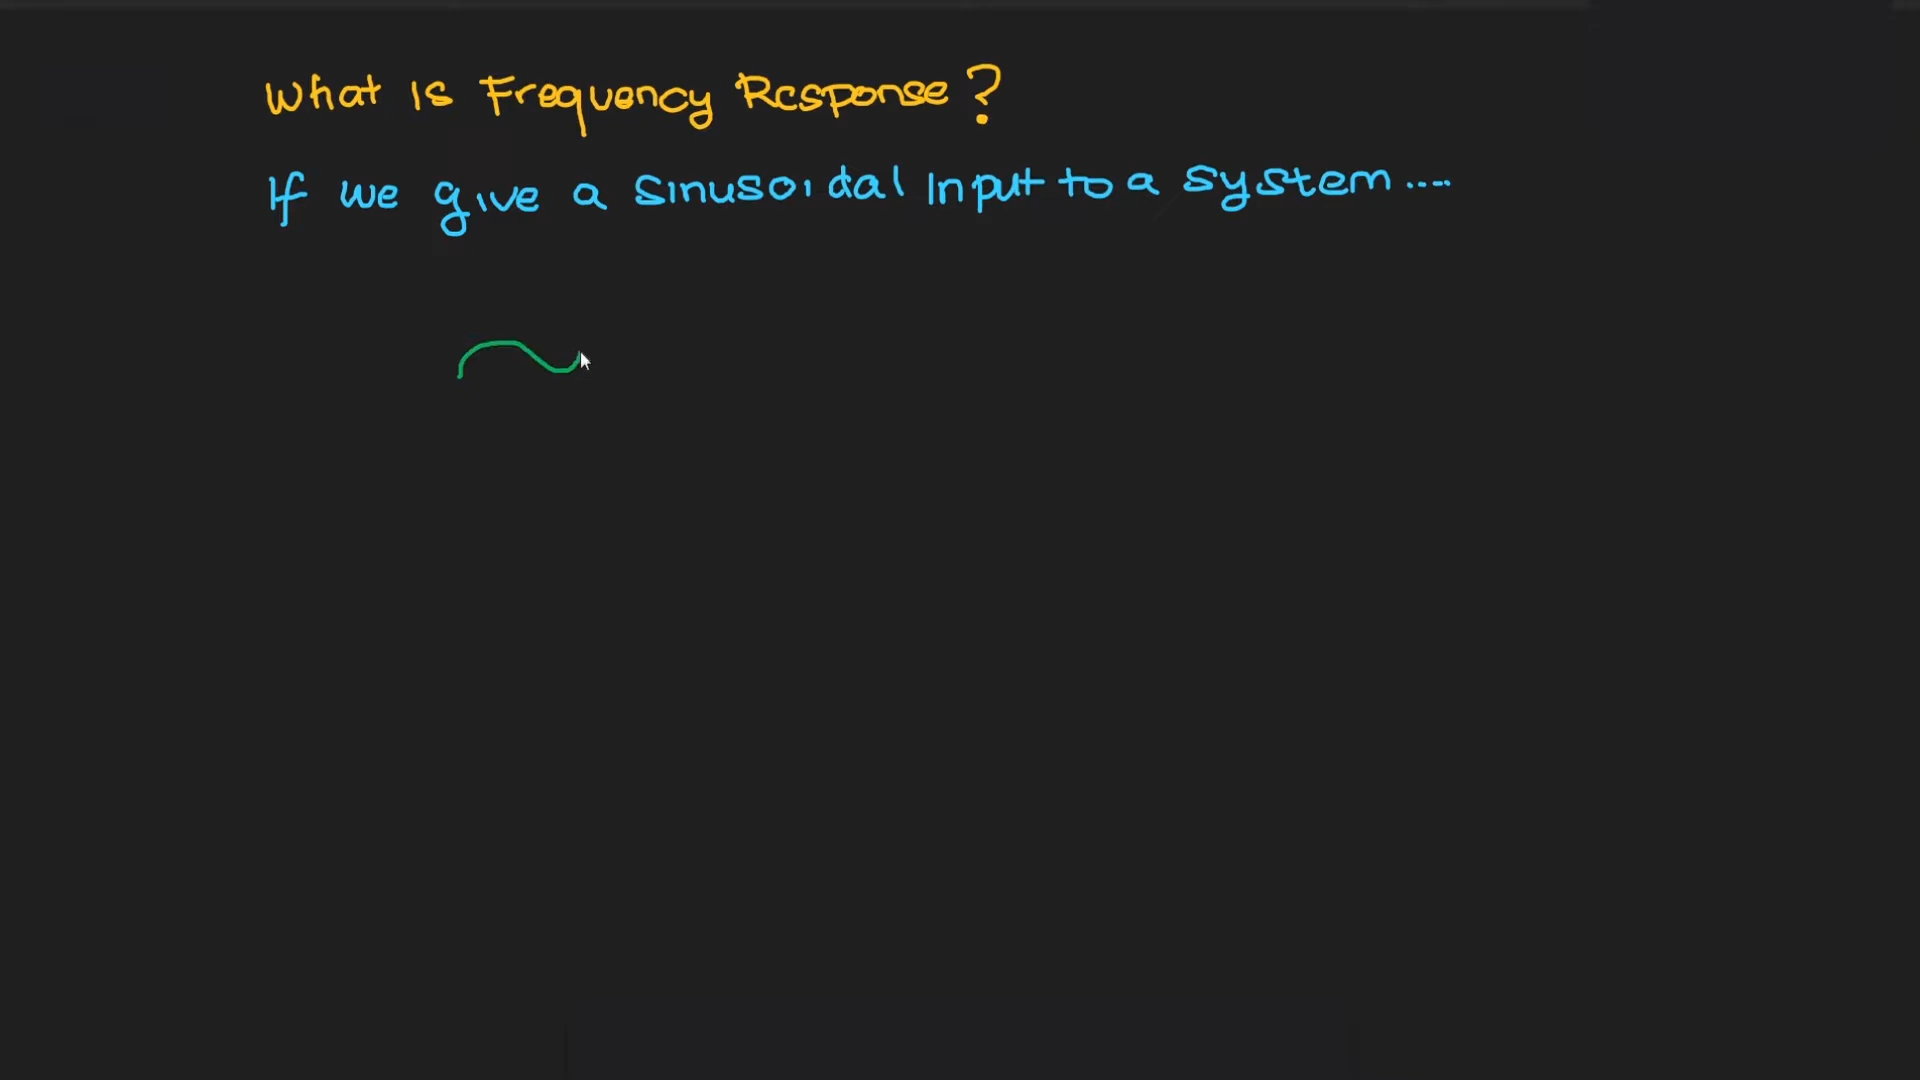 What is Frequency Response?
If we give a sinusoidal input to a system....